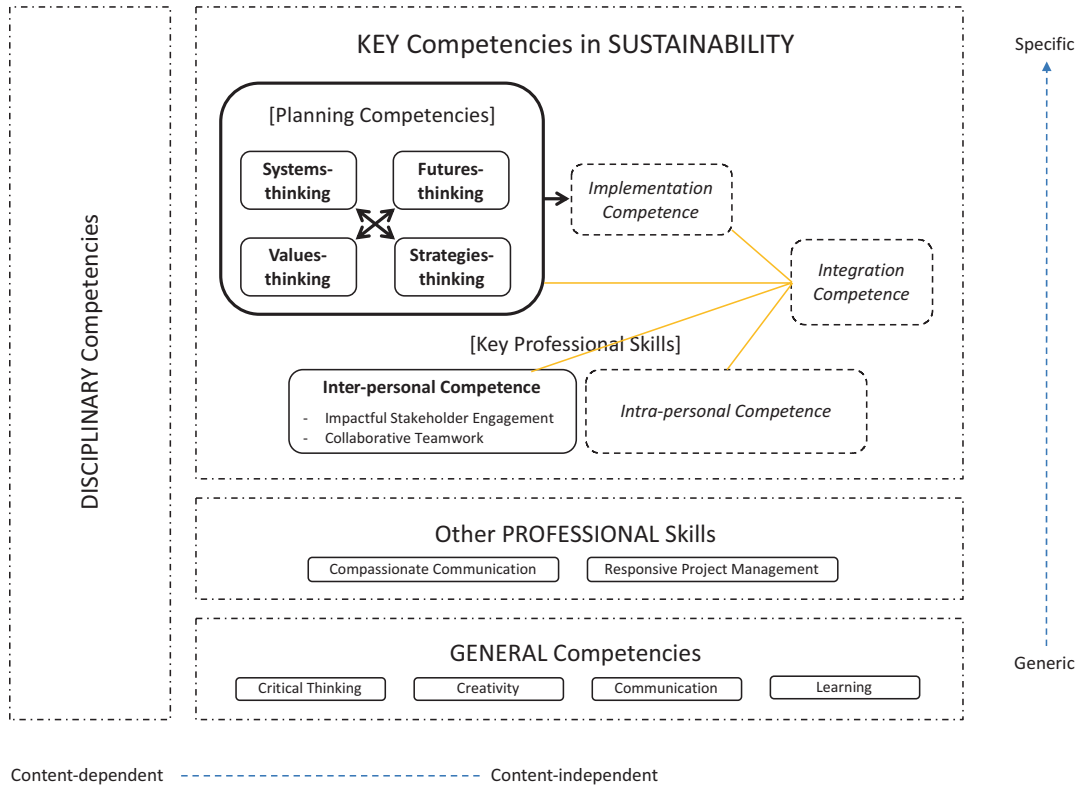 KEY Competencies in SUSTAINABILITY
[Planning Competencies]
Systems-
thinking
Futures-
thinking
Values-
thinking
Strategies-
thinking
Implementation
Competence
Integration
Competence
[Key Professional Skills]
Inter-personal Competence
- Impactful Stakeholder Engagement
- Collaborative Teamwork
Intra-personal Competence
DISCIPLINARY Competencies
Other PROFESSIONAL Skills
Compassionate Communication
Responsive Project Management
GENERAL Competencies
Critical Thinking
Creativity
Communication
Learning
Specific
Generic
Content-dependent
Content-independent